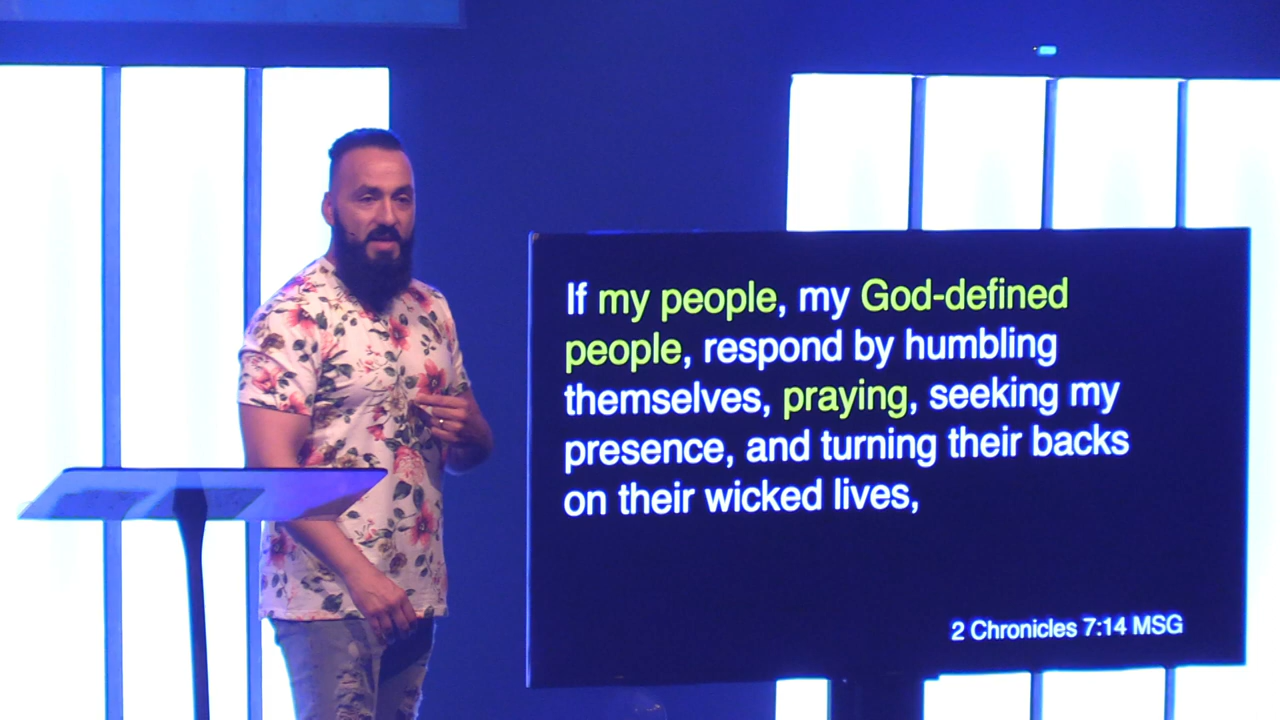 If my people, my God-defined
people, respond by humbling
themselves, praying, seeking my
presence, and turning their backs
on their wicked lives,
2 Chronicles 7:14 MSG